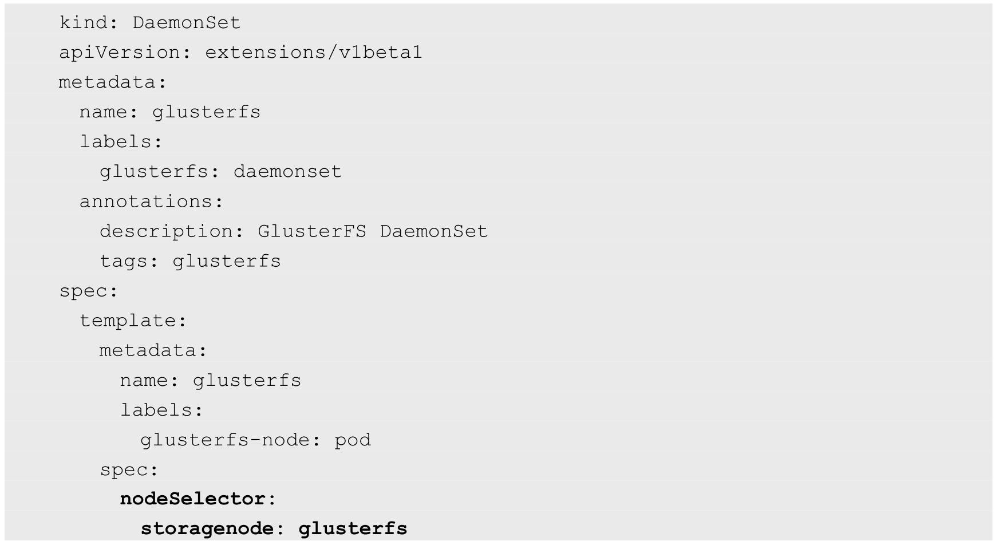 kind: DaemonSet
apiVersion: extensions/v1beta1
metadata:
  name: glusterfs
  labels:
    glusterfs: daemonset
  annotations:
    description: GlusterFS DaemonSet
    tags: glusterfs
spec:
  template:
    metadata:
      name: glusterfs
      labels:
        glusterfs-node: pod
    spec:
      nodeSelector:
        storagenode: glusterfs